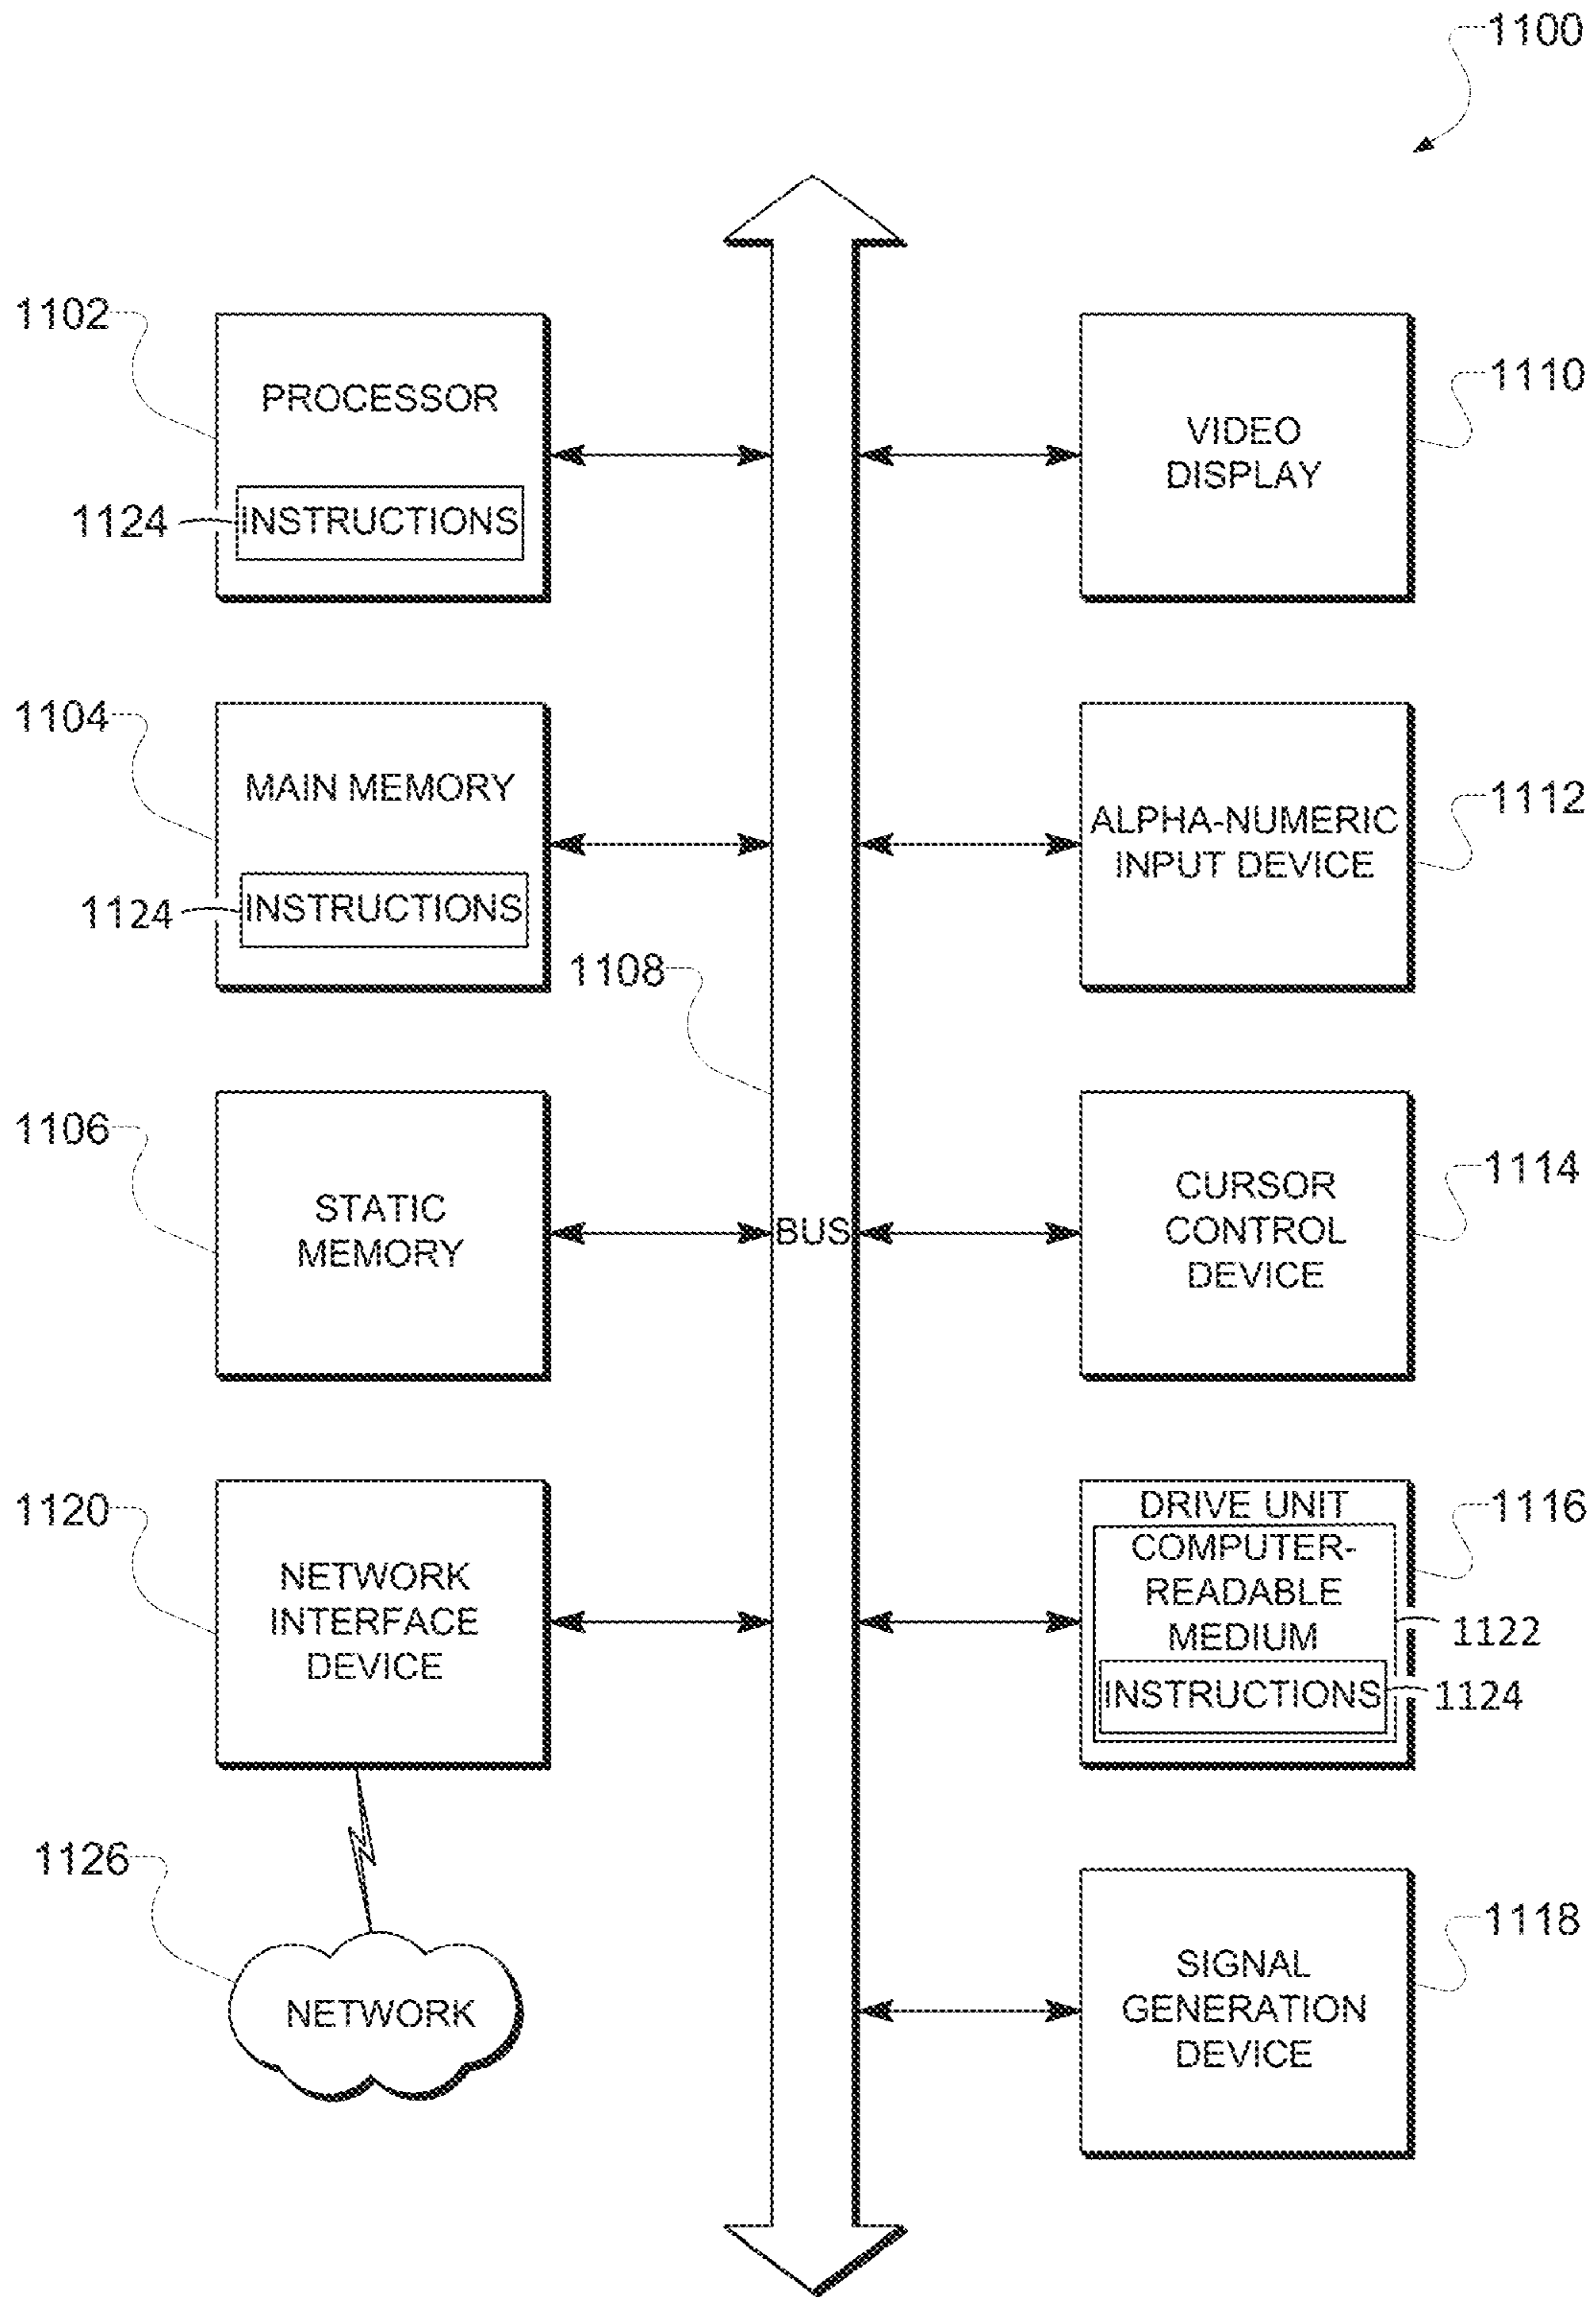 1100
1102
PROCESSOR
1124
INSTRUCTIONS
1110
VIDEO
DISPLAY
1104
MAIN MEMORY
1124
INSTRUCTIONS
1108
1112
ALPHA-NUMERIC
INPUT DEVICE
1106
STATIC
MEMORY
BUS
1114
CURSOR
CONTROL
DEVICE
1120
NETWORK
INTERFACE
DEVICE
1116
DRIVE UNIT
COMPUTER-
READABLE
MEDIUM
1122
INSTRUCTIONS
1124
1126
NETWORK
1118
SIGNAL
GENERATION
DEVICE